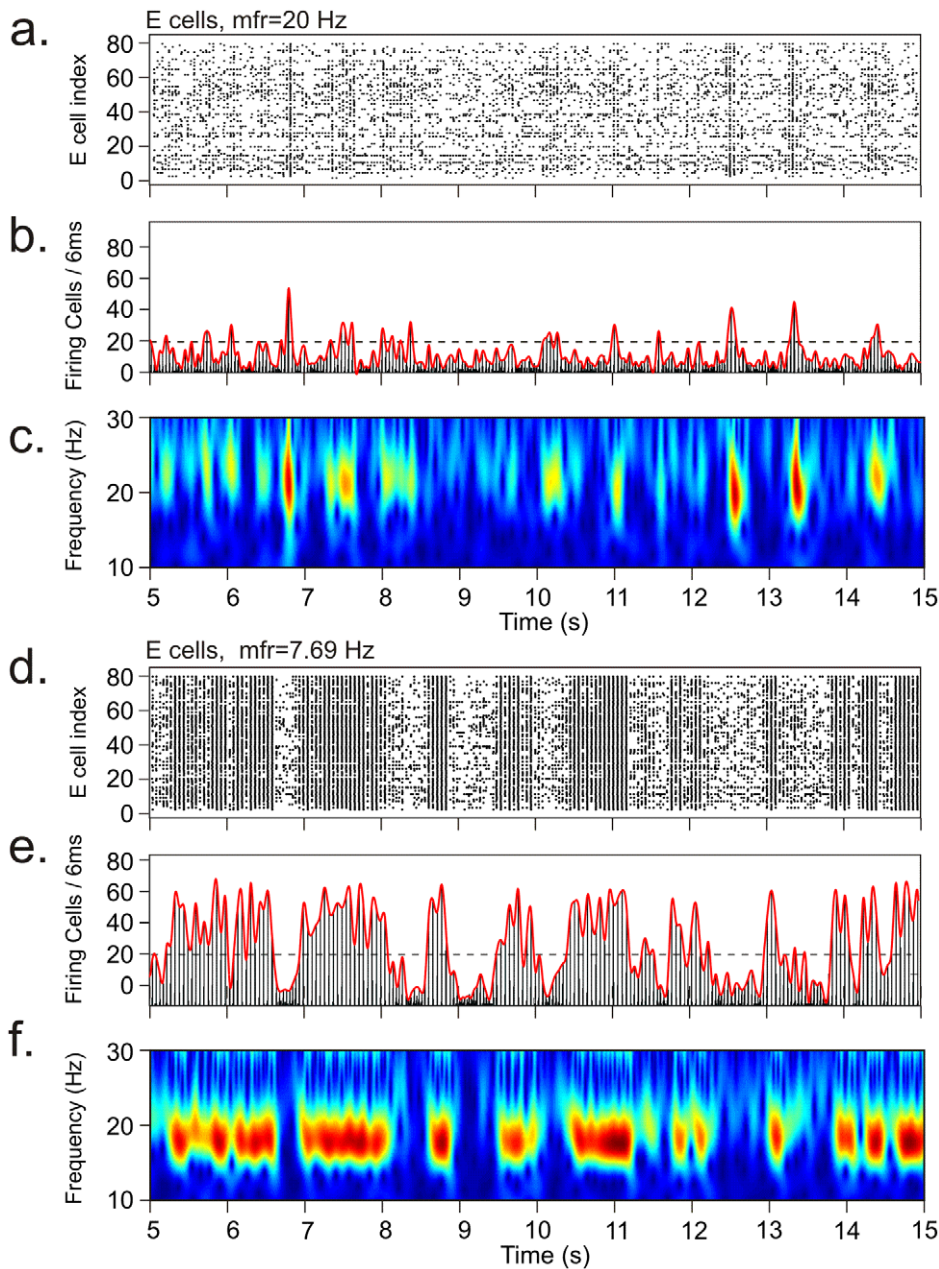 a.
E cells, mfr=20 Hz
E cell index
80
60
40
20
0
b.
Firing Cells / 6ms
80
60
40
20
0
c.
Frequency (Hz)
30
20
10
5 6 7 8 9 10 11 12 13 14 15
Time (s)
d.
E cells, mfr=7.69 Hz
E cell index
80
60
40
20
0
e.
Firing Cells / 6ms
80
60
40
20
0
f.
Frequency (Hz)
30
20
10
5 6 7 8 9 10 11 12 13 14 15
Time (s)